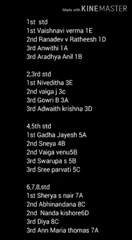 Made with KINEMASTER
1st std
1st Vaishnavi verma 1E
2nd Ranadev v Ratheesh 1D
3rd Anwithi 1A
3rd Aradhya Anil 1B
2,3rd std
1st Niveditha 3E
2nd vaiga j 3c
3rd Gowri B 3A
3rd Adwaith krishna 3D
4,5th std
1st Gadha Jayesh 5A
2nd Sneya 4B
2nd Vaiga venu5B
3rd Swarupa s 5B
3rd Sree parvati 5C
6,7,8,std
1st Sherya s nair 7A
2nd Abhinandana 8C
2nd Nanda kishore6D
3rd Diya 8C
3rd Ann Maria thomas 7A